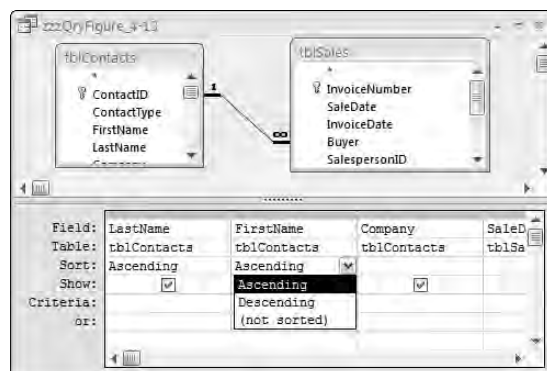 zzzQryFigure_4-13
tblContacts
*
ContactID
ContactType
FirstName
LastName
tblSales
*
InvoiceNumber
SaleDate
InvoiceDate
Buyer
SalespersonID
1
∞
Field: LastName FirstName Company SaleD
Table: tblContacts tblContacts tblContacts tblSa
Sort: Ascending Ascending
Show: Ascending
Criteria: Descending
or: (not sorted)